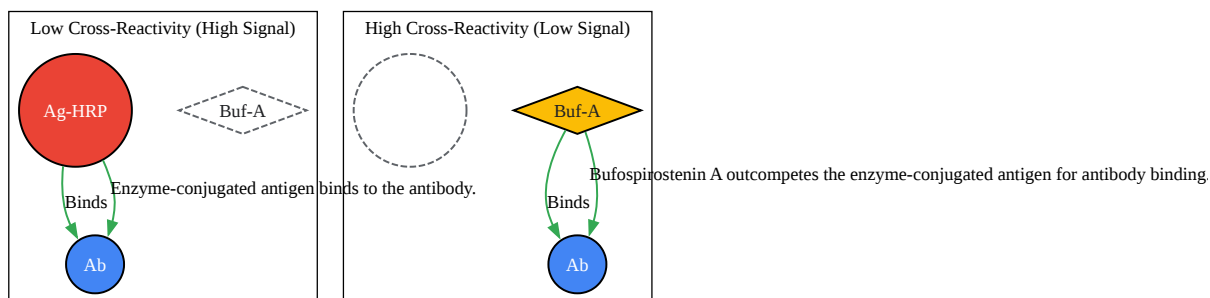 Low Cross-Reactivity (High Signal)
Ag-HRP
Buf-A
Binds
Enzyme-conjugated antigen binds to the antibody.
Ab
High Cross-Reactivity (Low Signal)
Buf-A
Binds
Bufospirostenin A outcompetes the enzyme-conjugated antigen for antibody binding.
Ab